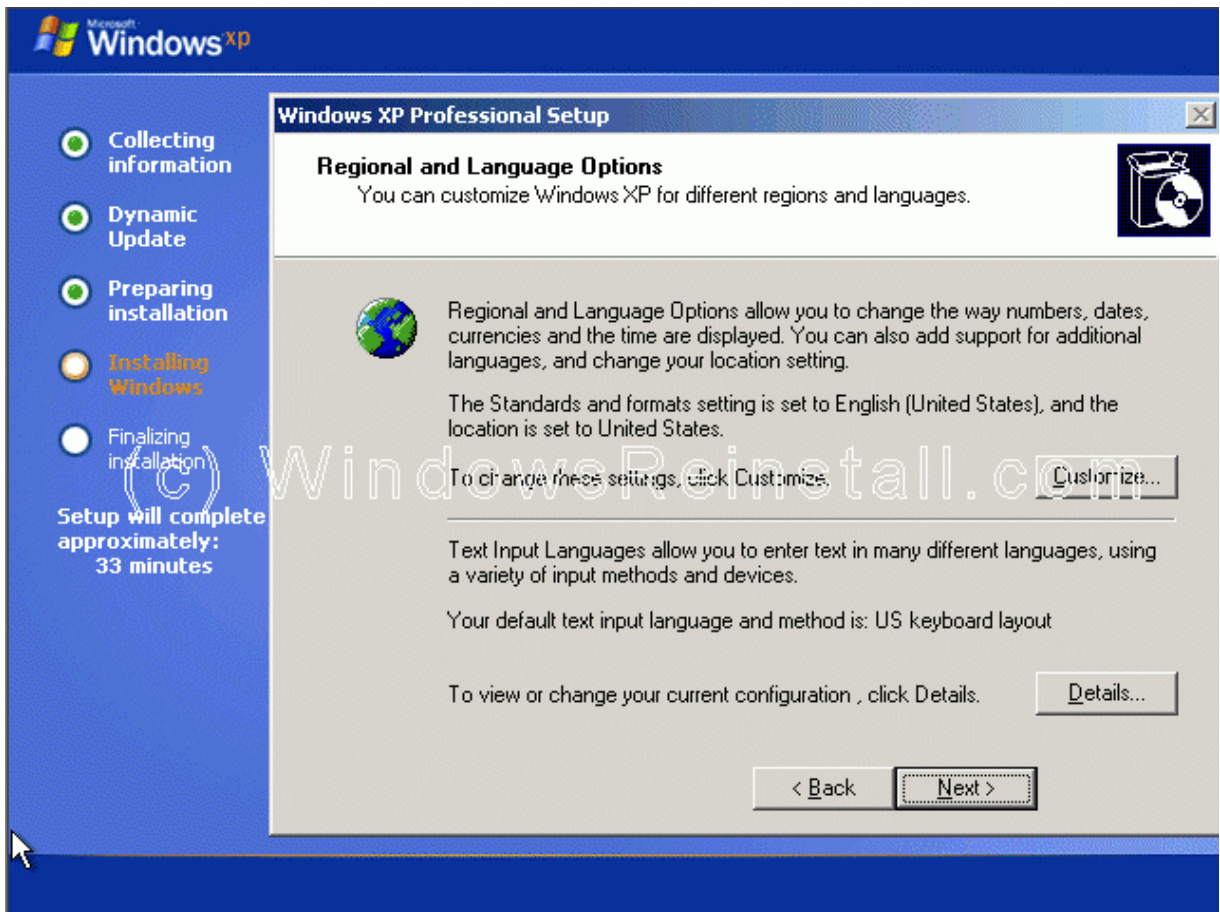 Microsoft
Windows xp
Collecting
information
Dynamic
Update
Preparing
installation
Installing
Windows
Finalizing
installation
Setup will complete
approximately:
33 minutes
Windows XP Professional Setup
Regional and Language Options
You can customize Windows XP for different regions and languages.
Regional and Language Options allow you to change the way numbers, dates,
currencies and the time are displayed. You can also add support for additional
languages, and change your location setting.
The Standards and formats setting is set to English (United States), and the
location is set to United States.
To change these settings, click Customize.
Customize...
(c) WindowsReinstall.com
Text Input Languages allow you to enter text in many different languages, using
a variety of input methods and devices.
Your default text input language and method is: US keyboard layout
To view or change your current configuration , click Details.
Details...
< Back
Next >